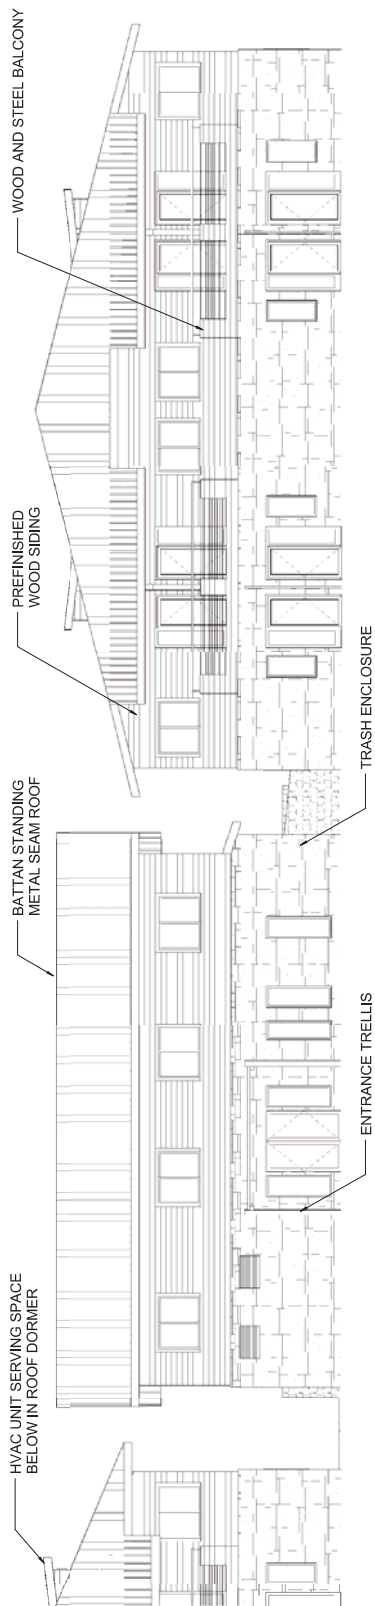 HVAC UNIT SERVING SPACE
BELOW IN ROOF DORMER
BATTAN STANDING
METAL SEAM ROOF
PREFINISHED
WOOD SIDING
WOOD AND STEEL BALCONY
ENTRANCE TRELLIS
TRASH ENCLOSURE